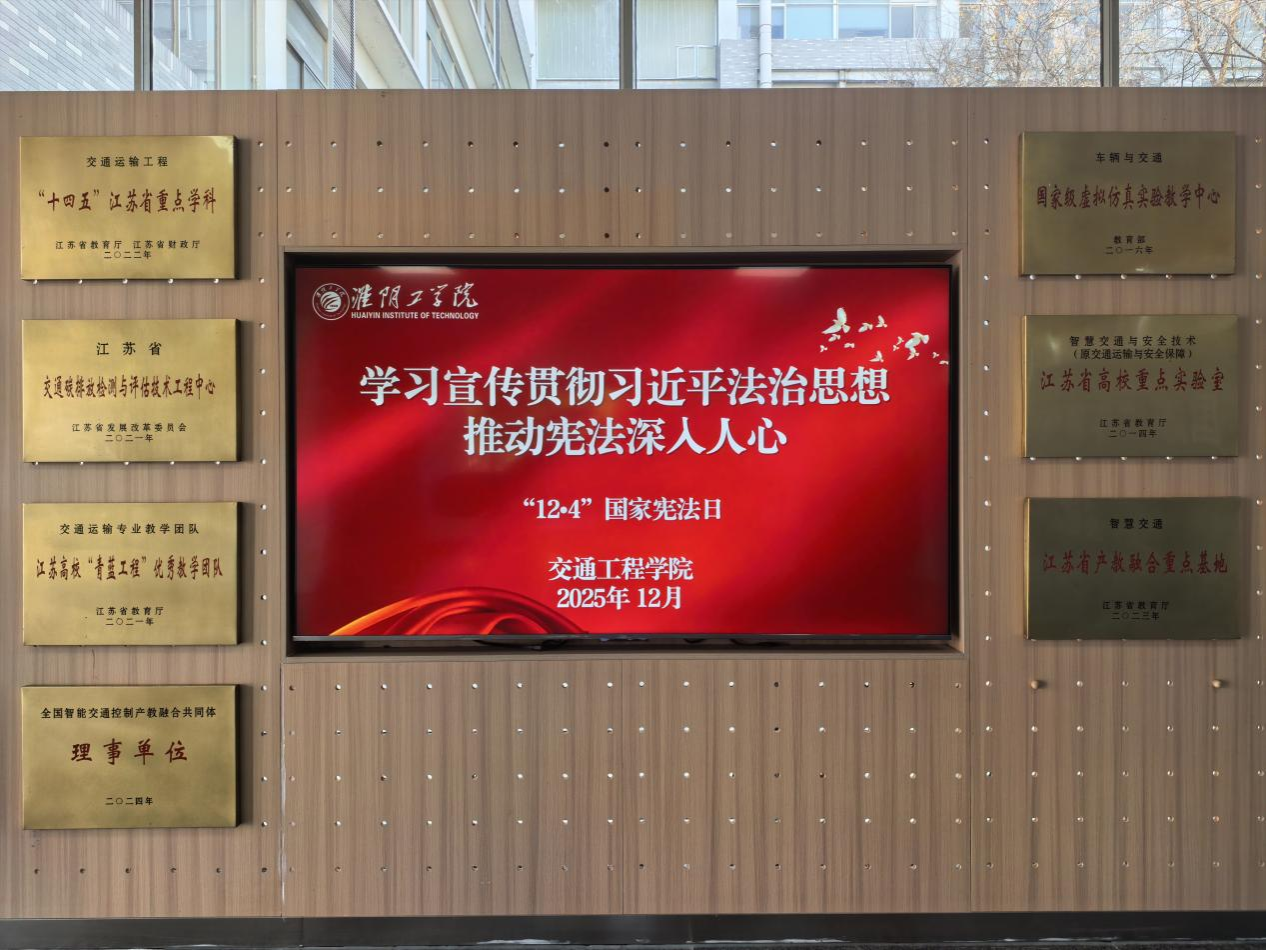 交通运输工程
“十四五”江苏省重点学科
江苏省教育厅 江苏省财政厅
二〇二二年
江苏省
交通碳排放检测与评估技术工程中心
江苏省发展改革委员会
二〇二一年
交通运输专业教学团队
江苏高校“青蓝工程”优秀教学团队
江苏省教育厅
二〇二一年
全国智能交通控制产教融合共同体
理事单位
二〇二四年
淮阴工学院
HUAIYIN INSTITUTE OF TECHNOLOGY
学习宣传贯彻习近平法治思想
推动宪法深入人心
“12•4”国家宪法日
交通工程学院
2025年 12月
车辆与交通
国家级虚拟仿真实验教学中心
教育部
二〇一六年
智慧交通与安全技术
（原交通运输与安全保障）
江苏省高校重点实验室
江苏省教育厅
二〇一四年
智慧交通
江苏省产教融合重点基地
江苏省教育厅
二〇二三年